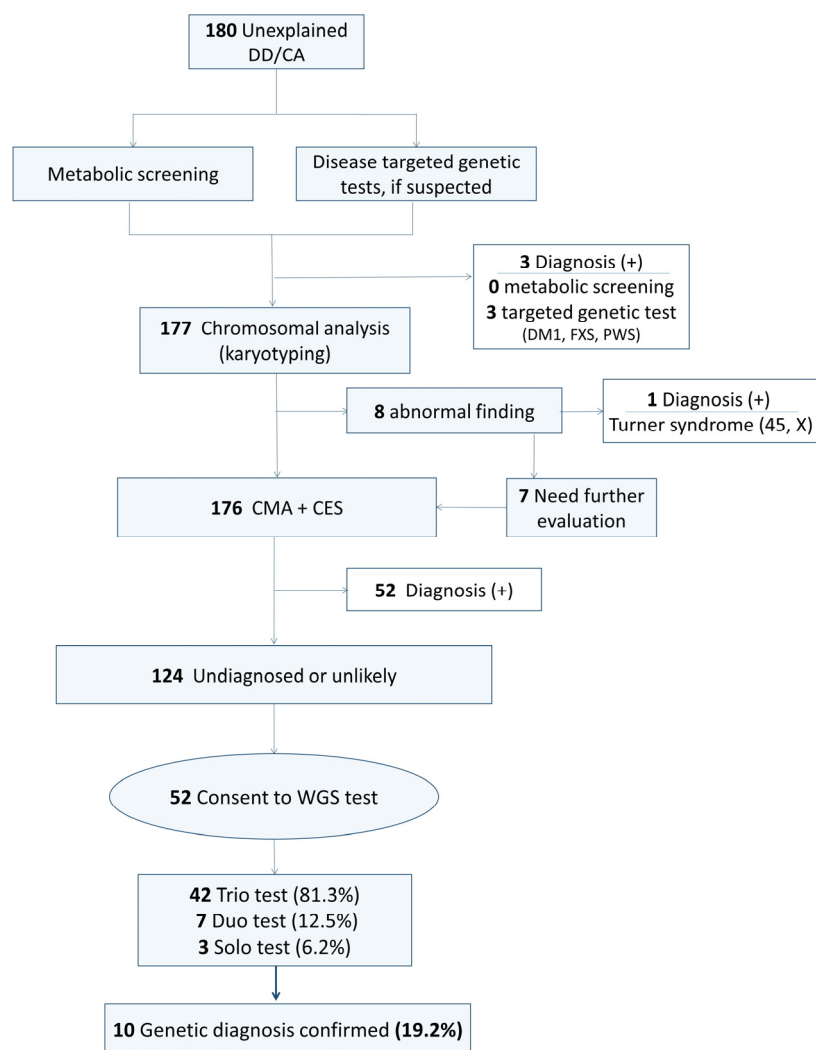 180 Unexplained
DD/CA
Metabolic screening
Disease targeted genetic
tests, if suspected
3 Diagnosis (+)
0 metabolic screening
3 targeted genetic test
(DM1, FXS, PWS)
177 Chromosomal analysis
(karyotyping)
8 abnormal finding
1 Diagnosis (+)
Turner syndrome (45, X)
176 CMA + CES
7 Need further
evaluation
52 Diagnosis (+)
124 Undiagnosed or unlikely
52 Consent to WGS test
42 Trio test (81.3%)
7 Duo test (12.5%)
3 Solo test (6.2%)
10 Genetic diagnosis confirmed (19.2%)